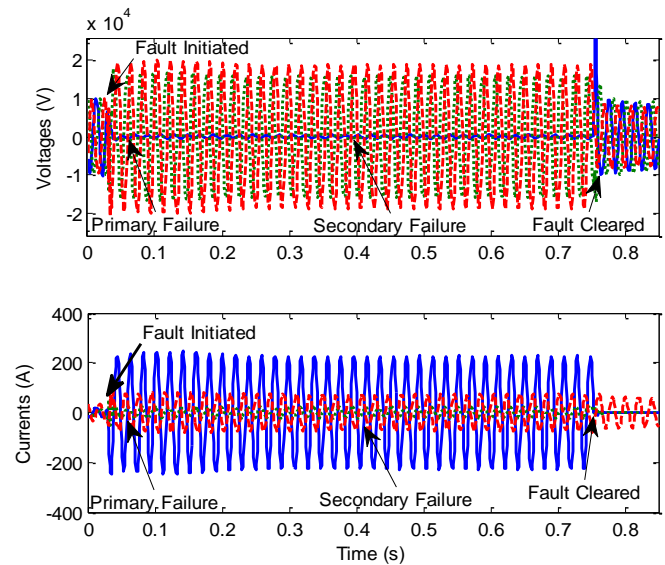 x 10⁴
Fault Initiated
2
1
0
-1
-2
Voltages (V)
Primary Failure
Secondary Failure
Fault Cleared
0 0.1 0.2 0.3 0.4 0.5 0.6 0.7 0.8
400
200
0
-200
-400
Currents (A)
Fault Initiated
Primary Failure
Secondary Failure
Fault Cleared
0 0.1 0.2 0.3 0.4 0.5 0.6 0.7 0.8
Time (s)